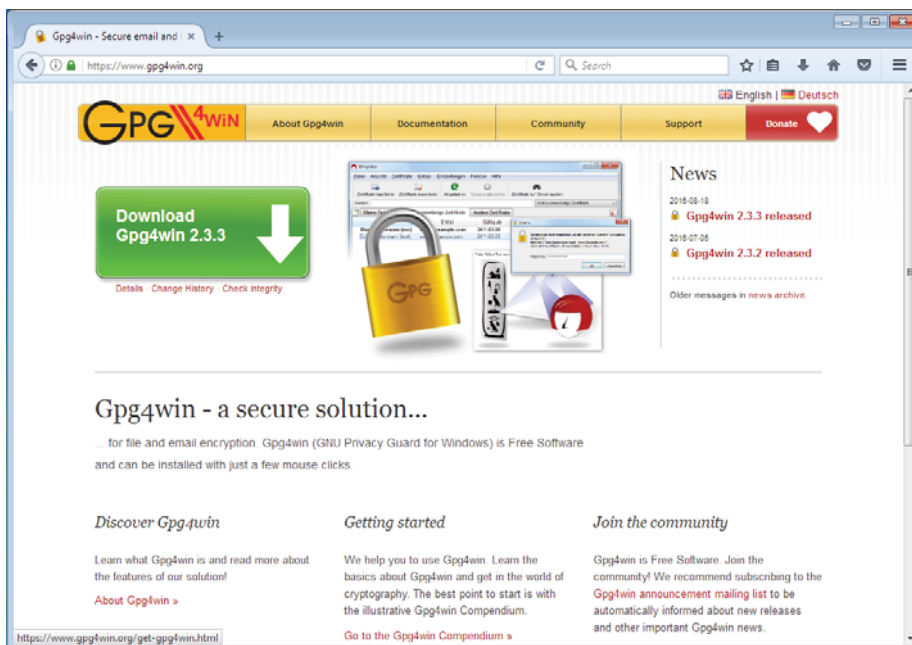 Gpg4win - Secure email and
https://www.gpg4win.org
Search
English | Deutsch
GPG4WiN
About Gpg4win
Documentation
Community
Support
Donate
Download
Gpg4win 2.3.3
Details · Change History · Check integrity
GPG
News
2016-08-18
Gpg4win 2.3.3 released
2016-07-05
Gpg4win 2.3.2 released
Older messages in news archive.
Gpg4win - a secure solution...
... for file and email encryption. Gpg4win (GNU Privacy Guard for Windows) is Free Software
and can be installed with just a few mouse clicks.
Discover Gpg4win
Learn what Gpg4win is and read more about
the features of our solution!
About Gpg4win »
Getting started
We help you to use Gpg4win. Learn the
basics about Gpg4win and get in the world of
cryptography. The best point to start is with
the illustrative Gpg4win Compendium.
Go to the Gpg4win Compendium »
Join the community
Gpg4win is Free Software. Join the
community! We recommend subscribing to the
Gpg4win announcement mailing list to be
automatically informed about new releases
and other important Gpg4win news.
https://www.gpg4win.org/get-gpg4win.html